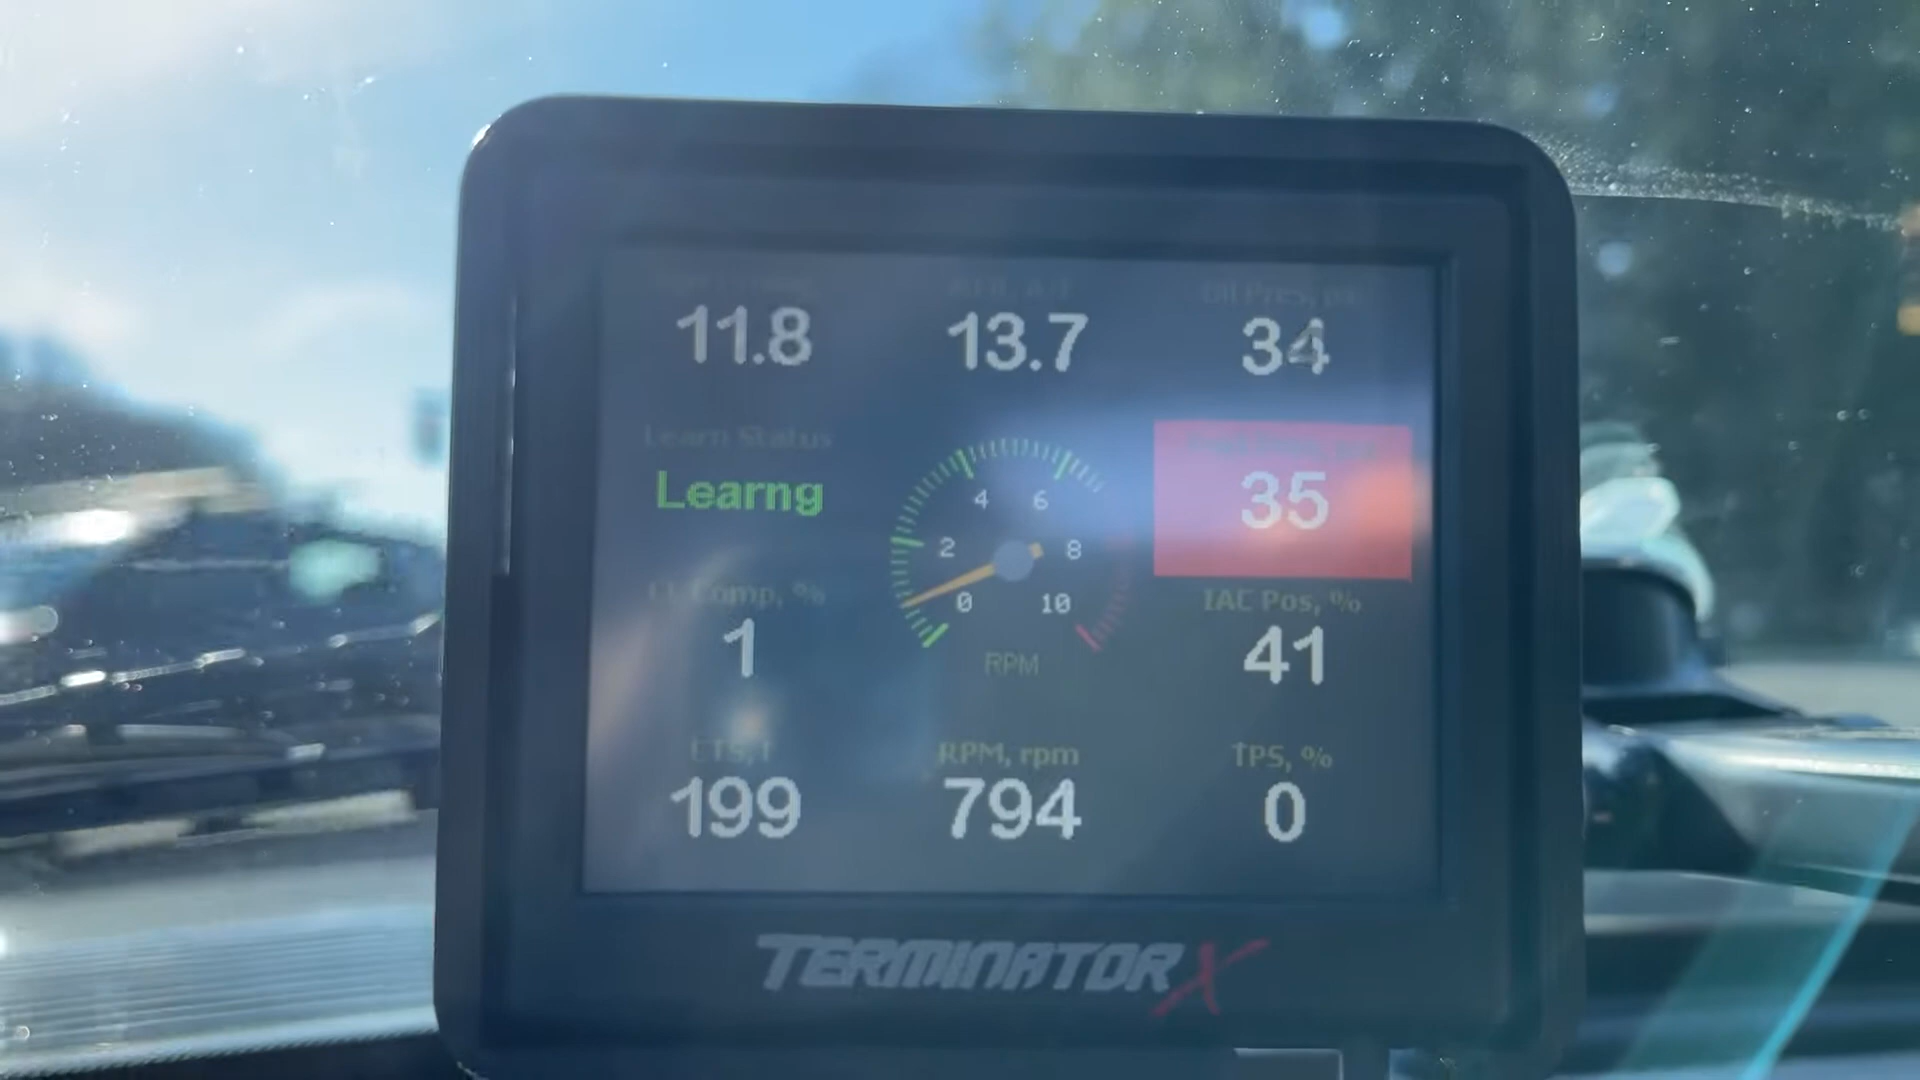 11.8 13.7 34
Learn Status
Learng
35
4 6
2 8
0 10
RPM
Comp, %
1
IAC Pos, %
41
RPM, rpm
TPS, %
199 794 0
TERMINATOR X